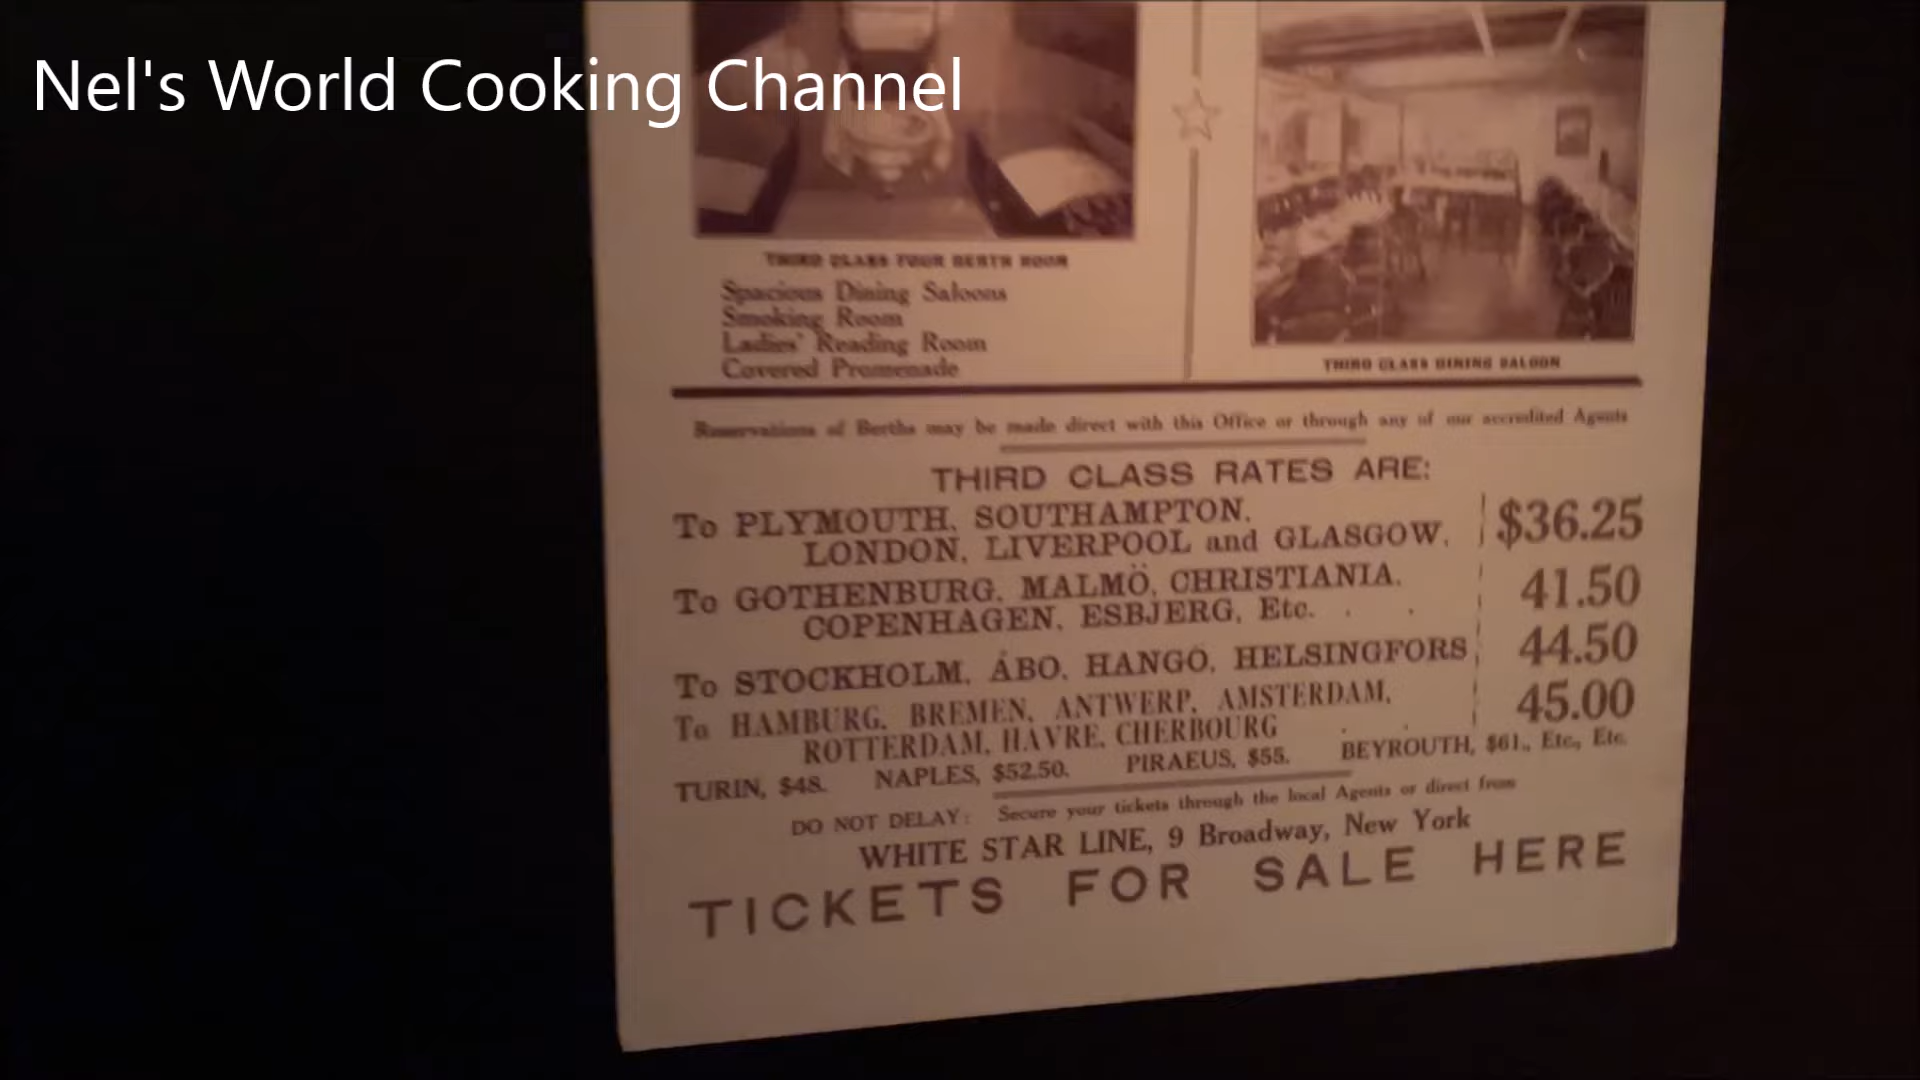 Nel's World Cooking Channel
THIRD CLASS FOUR BERTH ROOM
Spacious Dining Saloons
Smoking Room
Ladies' Reading Room
Covered Promenade
THIRD CLASS DINING SALOON
Reservations of Berths may be made direct with this Office or through any of our accredited Agents
THIRD CLASS RATES ARE:
To PLYMOUTH, SOUTHAMPTON,
LONDON, LIVERPOOL and GLASGOW, $36.25
To GOTHENBURG, MALMÖ, CHRISTIANIA,
COPENHAGEN, ESBJERG, Etc. . . 41.50
To STOCKHOLM, ÅBO, HANGO, HELSINGFORS 44.50
To HAMBURG, BREMEN, ANTWERP, AMSTERDAM,
ROTTERDAM, HAVRE, CHERBOURG . . 45.00
TURIN, $48. NAPLES, $52.50. PIRAEUS, $55. BEYROUTH, $61., Etc., Etc.
DO NOT DELAY: Secure your tickets through the local Agents or direct from
WHITE STAR LINE, 9 Broadway, New York
TICKETS FOR SALE HERE